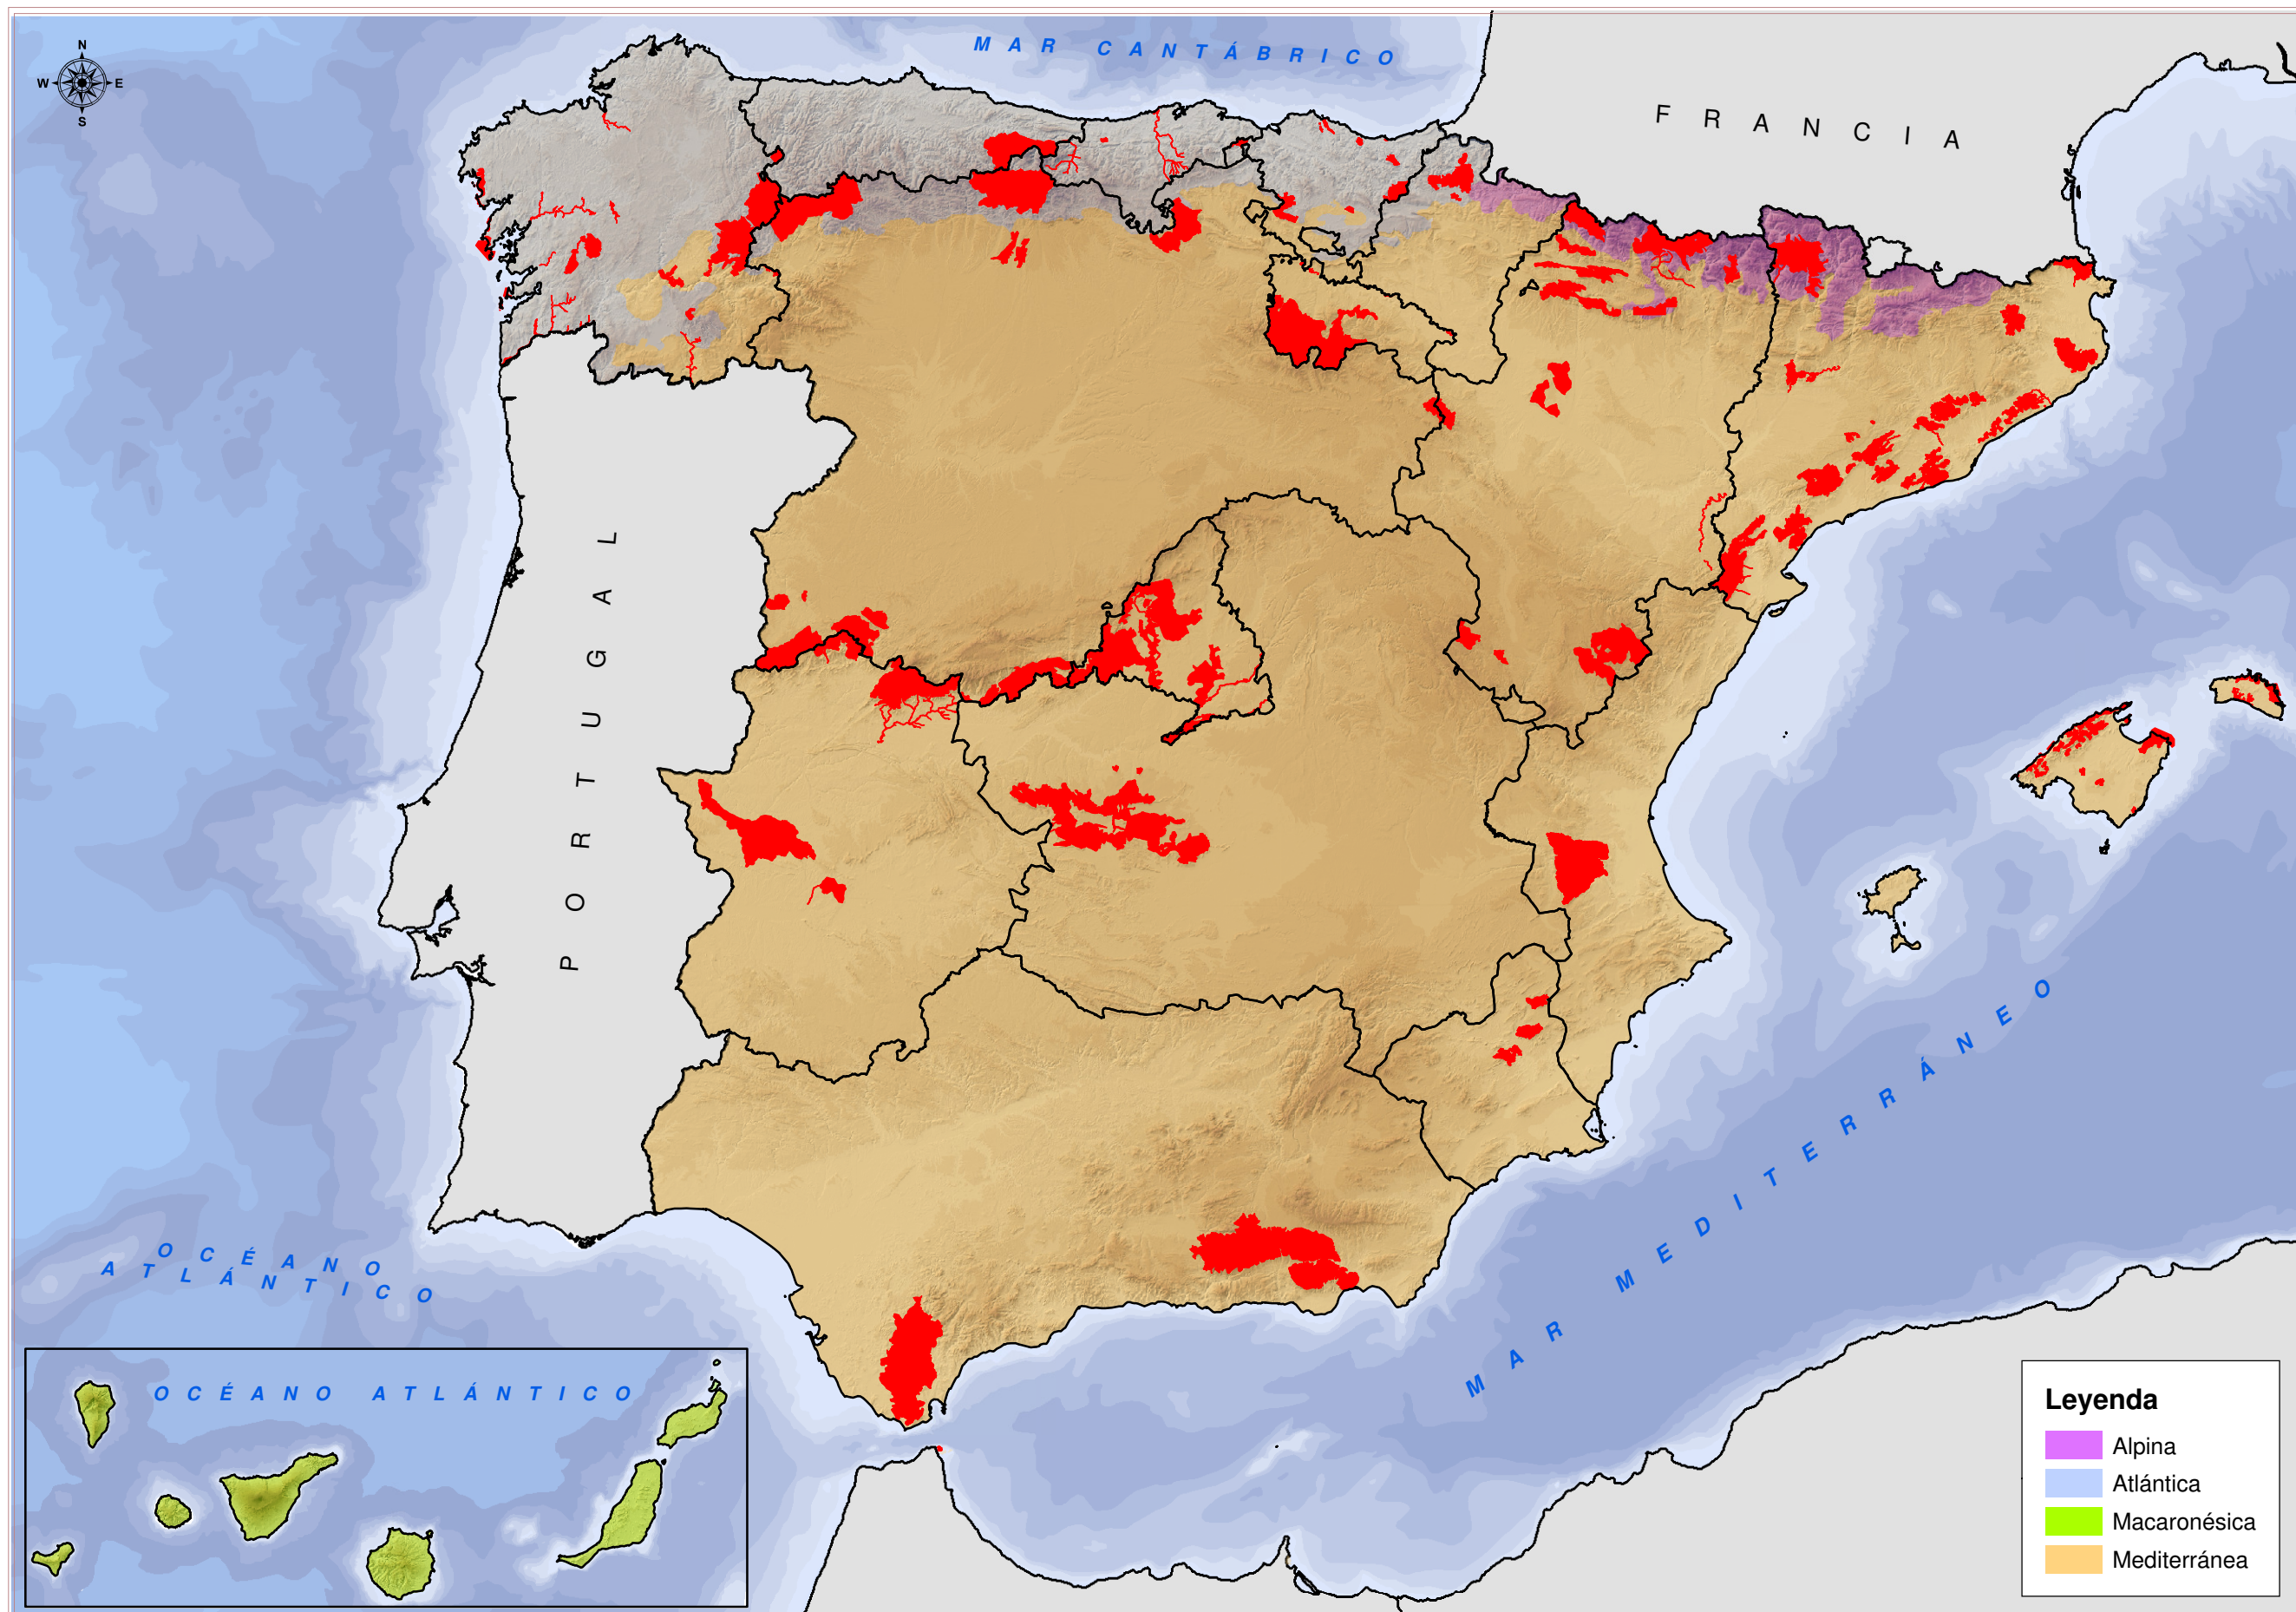 N
W E
S
MAR CANTÁBRICO
FRANCIA
PORTUGAL
MAR MEDITERRÁNEO
OCÉANO
ATLÁNTICO
OCÉANO ATLÁNTICO
Leyenda
Alpina
Atlántica
Macaronésica
Mediterránea